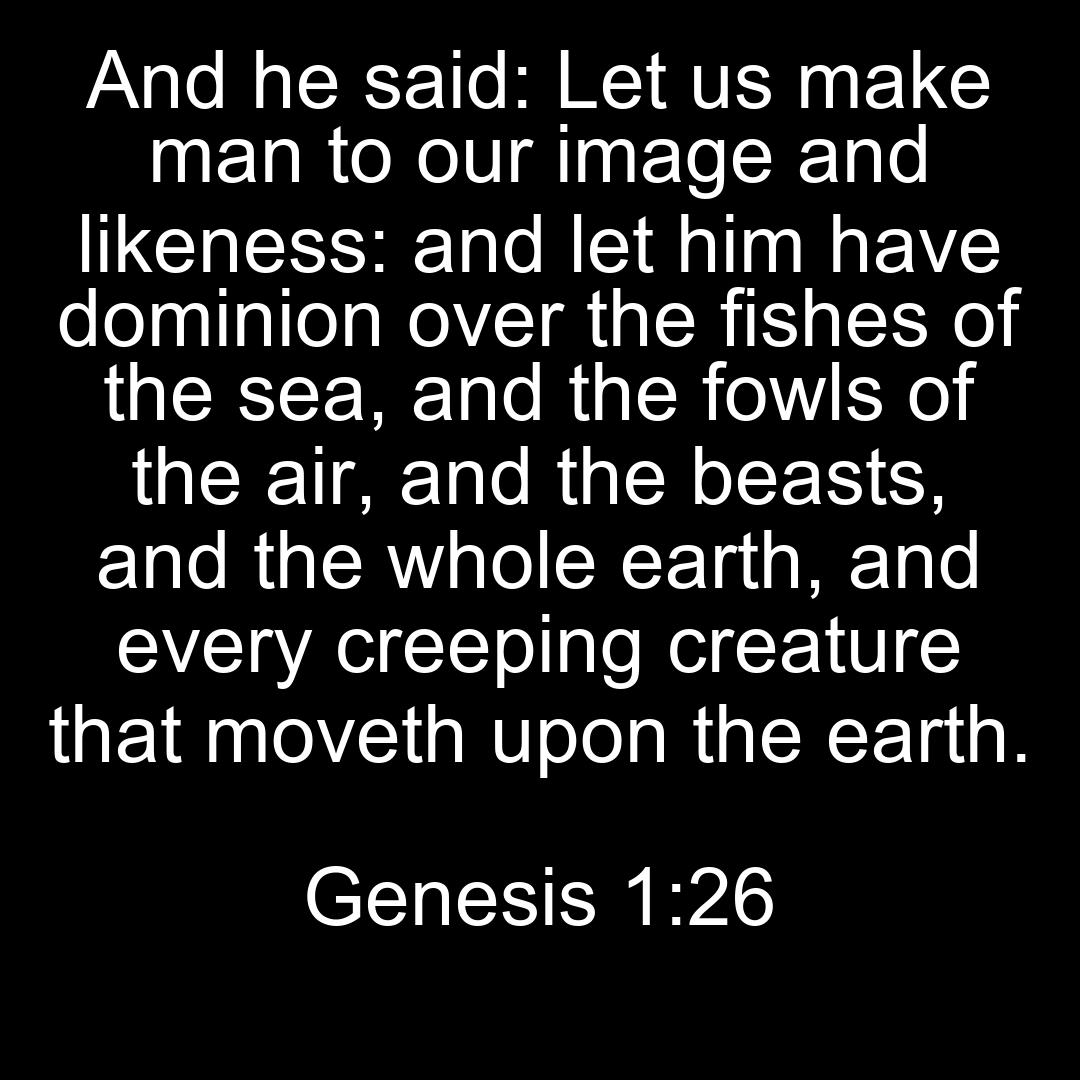 And he said: Let us make
man to our image and
likeness: and let him have
dominion over the fishes of
the sea, and the fowls of
the air, and the beasts,
and the whole earth, and
every creeping creature
that moveth upon the earth.
Genesis 1:26